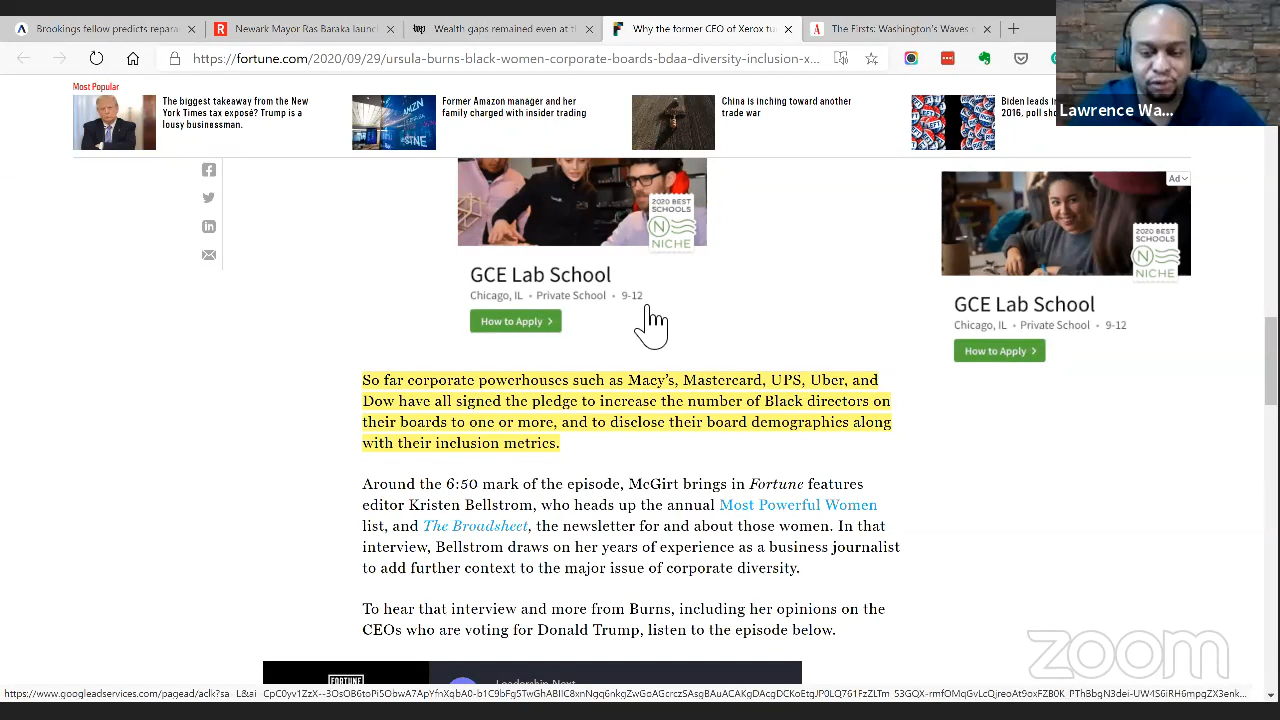 Brookings fellow predicts repara
Newark Mayor Ras Baraka launch
Wealth gaps
Why the former CEO of Xerox tu
The Firsts: Washington's Waves o
https://fortune.com/2020/09/29/ursula-burns-black-women-corporate-boards-bdaa-diversity-inclusion-x...
Lawrence Wa...
Most Popular
The biggest takeaway from the New
York Times tax exposé? Trump is a
lousy businessman.
Former Amazon manager and her
family charged with insider trading
China is inching toward another
trade war
Biden leads in
2016, poll sho
AMZN
2020 BEST
SCHOOLS
NICHE
GCE Lab School
Chicago, IL • Private School • 9-12
How to Apply >
Ad
2020 BEST
SCHOOLS
NICHE
GCE Lab School
Chicago, IL • Private School • 9-12
How to Apply >
So far corporate powerhouses such as Macy's, Mastercard, UPS, Uber, and
Dow have all signed the pledge to increase the number of Black directors on
their boards to one or more, and to disclose their board demographics along
with their inclusion metrics.
Around the 6:50 mark of the episode, McGirt brings in Fortune features
editor Kristen Bellstrom, who heads up the annual Most Powerful Women
list, and The Broadsheet, the newsletter for and about those women. In that
interview, Bellstrom draws on her years of experience as a business journalist
to add further context to the major issue of corporate diversity.
To hear that interview and more from Burns, including her opinions on the
CEOs who are voting for Donald Trump, listen to the episode below.
zoom
FORTUNE
Leadership Next